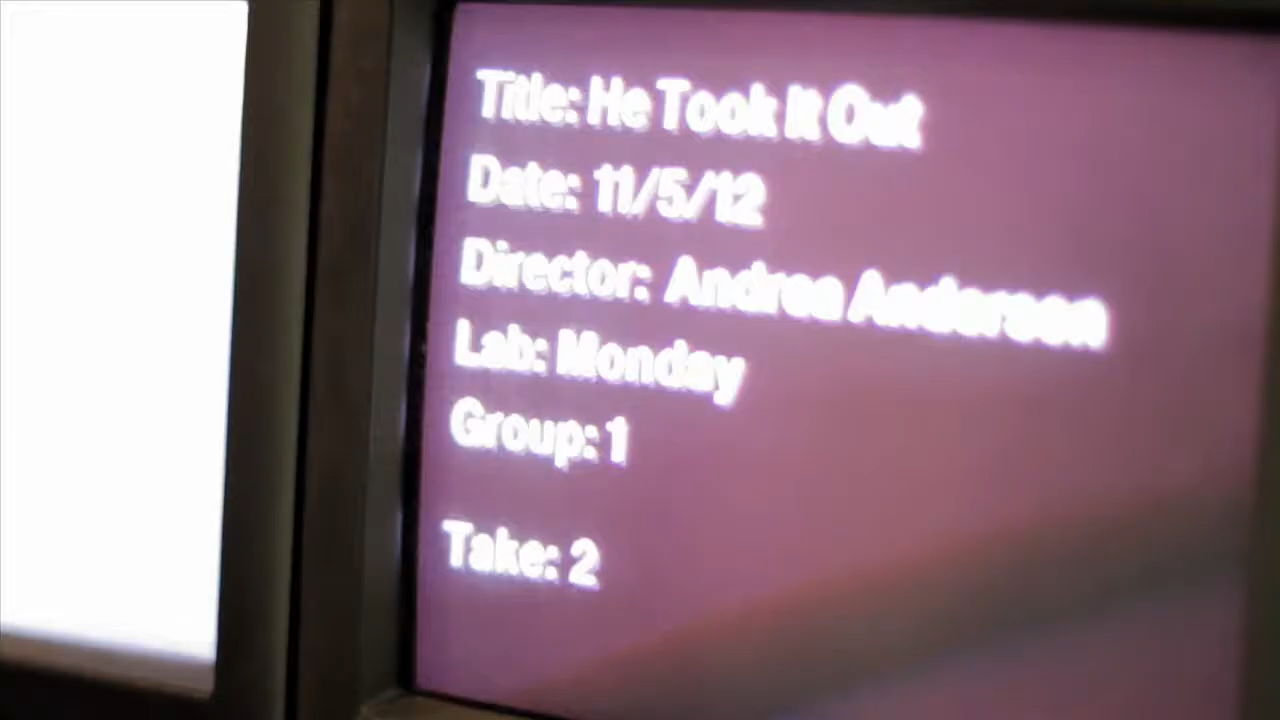 Title: He Took It Out
Date: 11/5/12
Director: Andrea Anderson
Lab: Monday
Group: 1
Take: 2